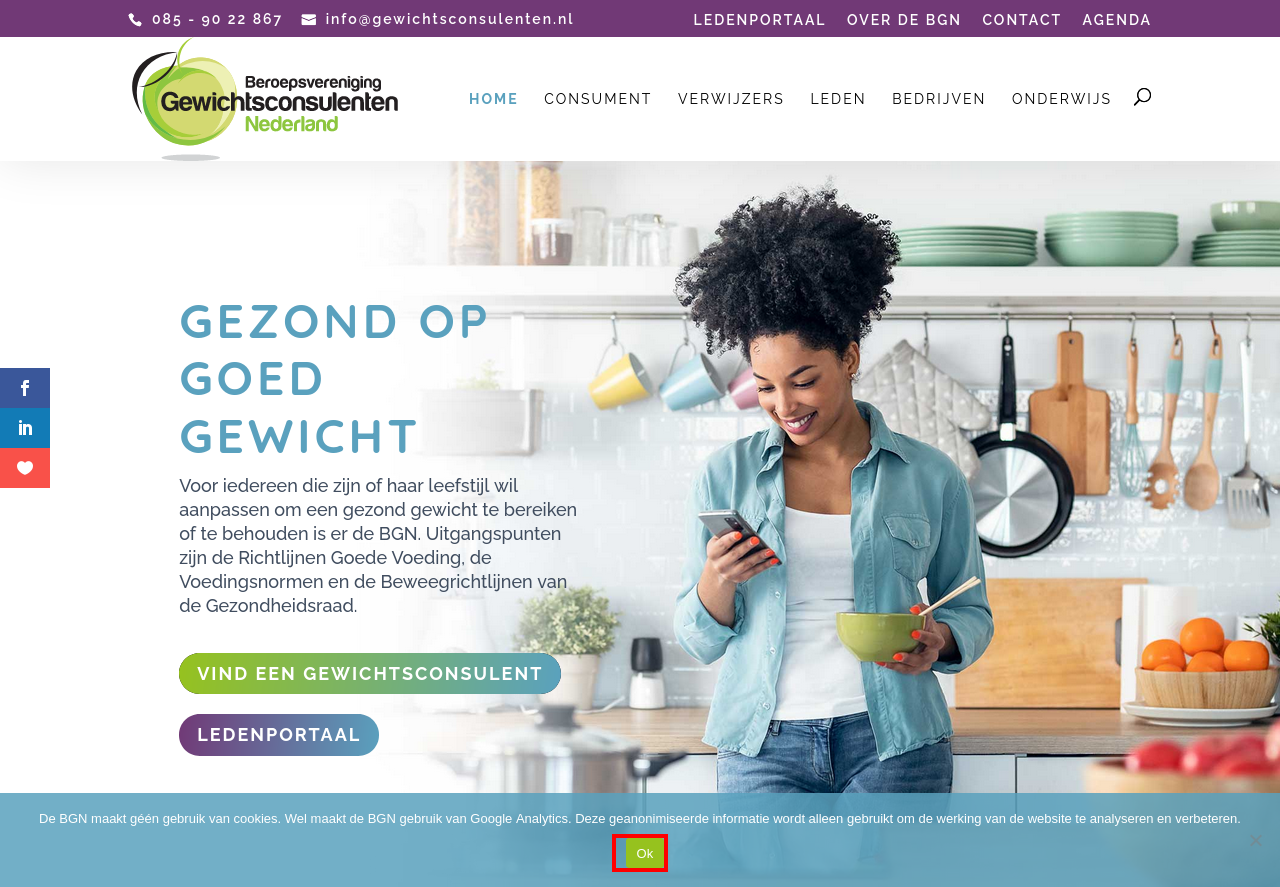 085 - 90 22 867
info@gewichtsconsulenten.nl
LEDENPORTAAL
OVER DE BGN
CONTACT
AGENDA
Beroepsvereniging
Gewichtsconsulenten
Nederland
HOME
CONSUMENT
VERWIJZERS
LEDEN
BEDRIJVEN
ONDERWIJS
GEZOND OP
GOED
GEWICHT
Voor iedereen die zijn of haar leefstijl wil
aanpassen om een gezond gewicht te bereiken
of te behouden is er de BGN. Uitgangspunten
zijn de Richtlijnen Goede Voeding, de
Voedingsnormen en de Beweegrichtlijnen van
de Gezondheidsraad.
VIND EEN GEWICHTSCONSULENT
LEDENPORTAAL
De BGN maakt géén gebruik van cookies. Wel maakt de BGN gebruik van Google Analytics. Deze geanonimiseerde informatie wordt alleen gebruikt om de werking van de website te analyseren en verbeteren.
Ok